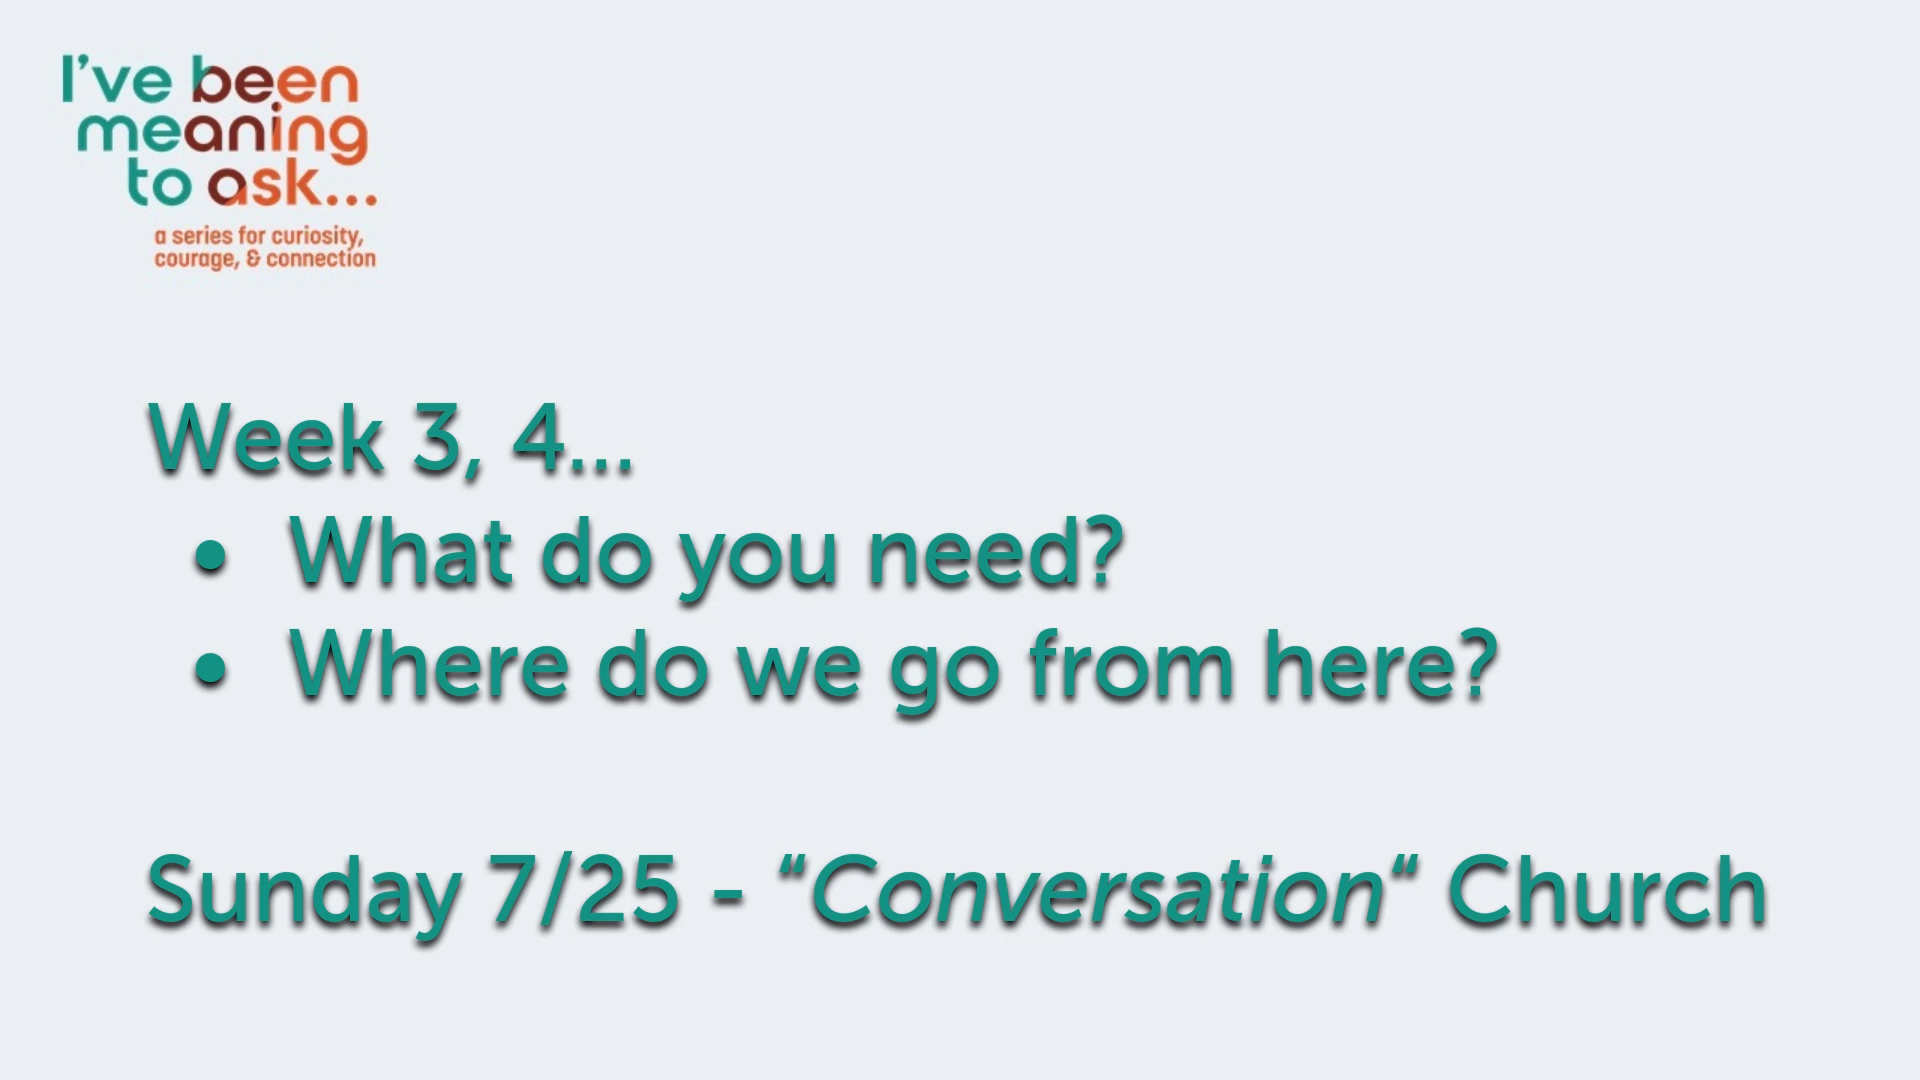 I've been
meaning
to ask...
a series for curiosity,
courage, & connection
Week 3, 4...
• What do you need?
• Where do we go from here?
Sunday 7/25 - “Conversation“ Church